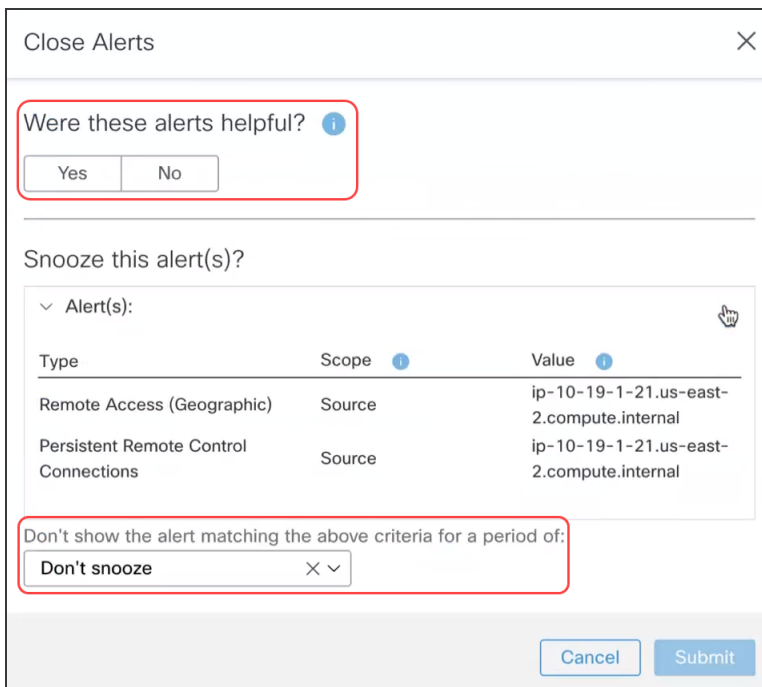 Close Alerts
Were these alerts helpful?
Yes No
Snooze this alert(s)?
Alert(s):
Type Scope Value
Remote Access (Geographic) Source ip-10-19-1-21.us-east-
2.compute.internal
Persistent Remote Control
Connections Source ip-10-19-1-21.us-east-
2.compute.internal
Don't show the alert matching the above criteria for a period of:
Don't snooze
Cancel Submit